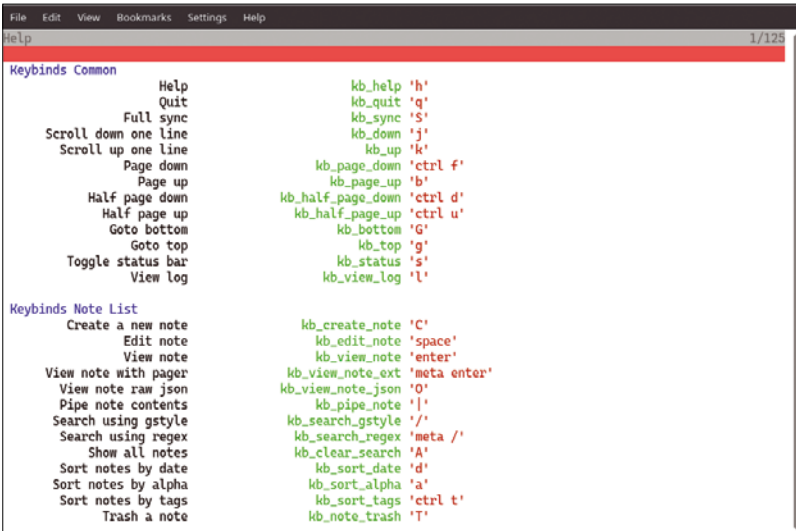 File Edit View Bookmarks Settings Help
Help 1/125
Keybinds Common
Help kb_help 'h'
Quit kb_quit 'q'
Full sync kb_sync 'S'
Scroll down one line kb_down 'j'
Scroll up one line kb_up 'k'
Page down kb_page_down 'ctrl f'
Page up kb_page_up 'b'
Half page down kb_half_page_down 'ctrl d'
Half page up kb_half_page_up 'ctrl u'
Goto bottom kb_bottom 'G'
Goto top kb_top 'g'
Toggle status bar kb_status 's'
View log kb_view_log 'l'
Keybinds Note List
Create a new note kb_create_note 'C'
Edit note kb_edit_note 'space'
View note kb_view_note 'enter'
View note with pager kb_view_note_ext 'meta enter'
View note raw json kb_view_note_json 'O'
Pipe note contents kb_pipe_note '|'
Search using gstyle kb_search_gstyle '/'
Search using regex kb_search_regex 'meta /'
Show all notes kb_clear_search 'A'
Sort notes by date kb_sort_date 'd'
Sort notes by alpha kb_sort_alpha 'a'
Sort notes by tags kb_sort_tags 'ctrl t'
Trash a note kb_note_trash 'T'